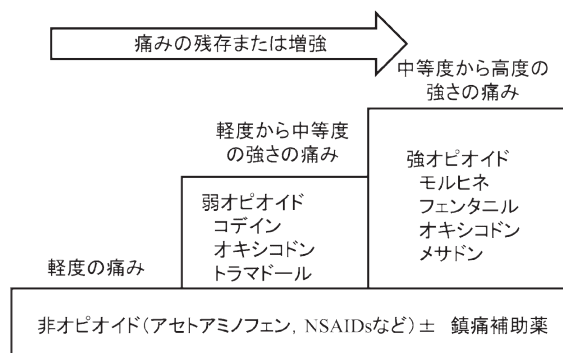 痛みの残存または増強
中等度から高度の
強さの痛み
軽度から中等度
の強さの痛み
強オピオイド
モルヒネ
フェンタニル
オキシコドン
メサドン
弱オピオイド
コデイン
オキシコドン
トラマドール
軽度の痛み
非オピオイド(アセトアミノフェン, NSAIDsなど) ± 鎮痛補助薬